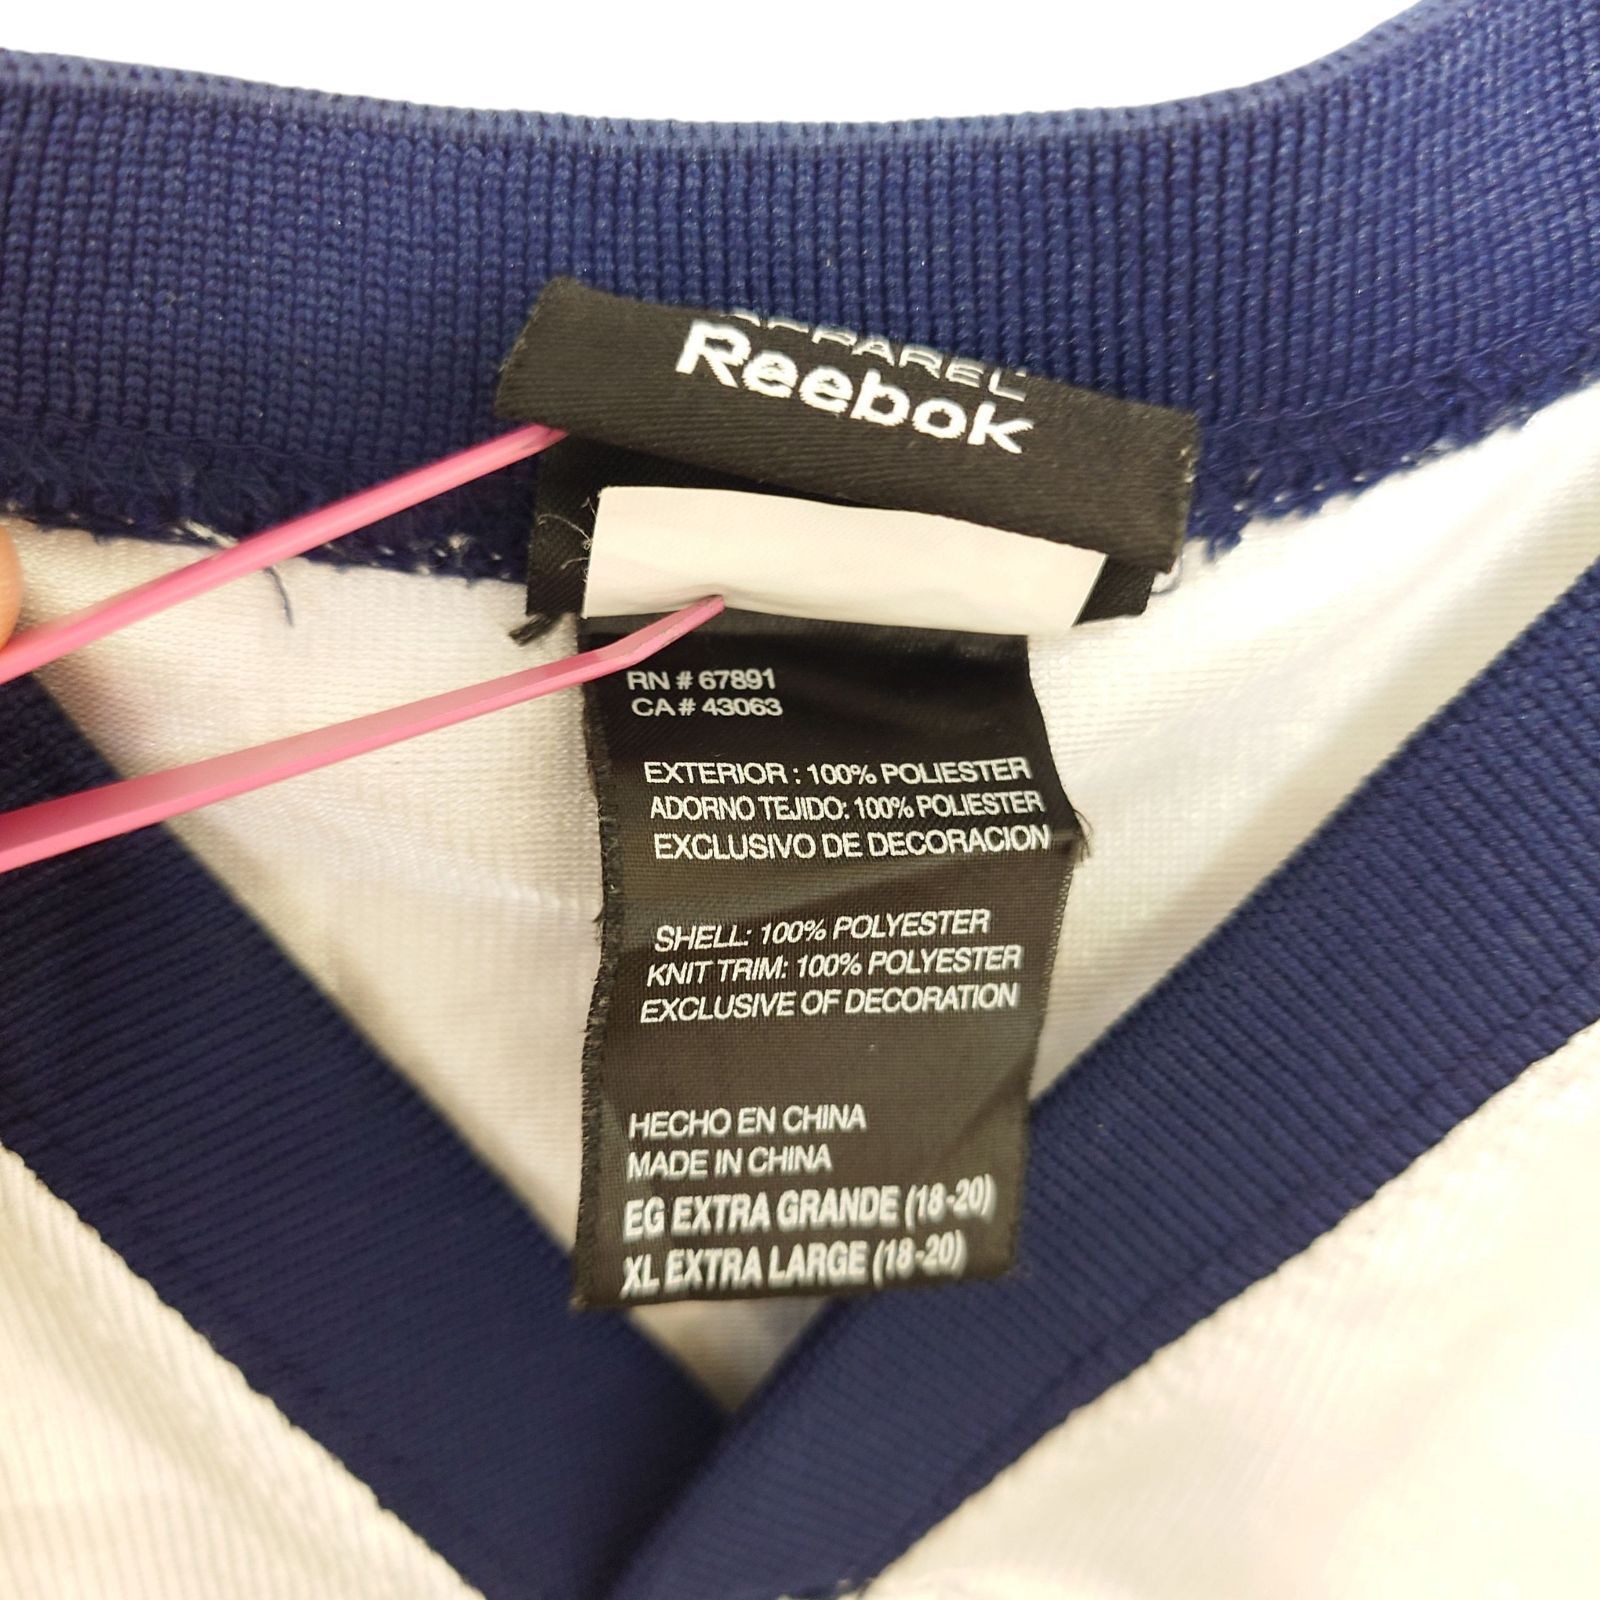 APPAREL
Reebok
RN # 67891
CA # 43063
EXTERIOR : 100% POLIESTER
ADORNO TEJIDO: 100% POLIESTER
EXCLUSIVO DE DECORACION
SHELL: 100% POLYESTER
KNIT TRIM: 100% POLYESTER
EXCLUSIVE OF DECORATION
HECHO EN CHINA
MADE IN CHINA
EG EXTRA GRANDE (18-20)
XL EXTRA LARGE (18-20)